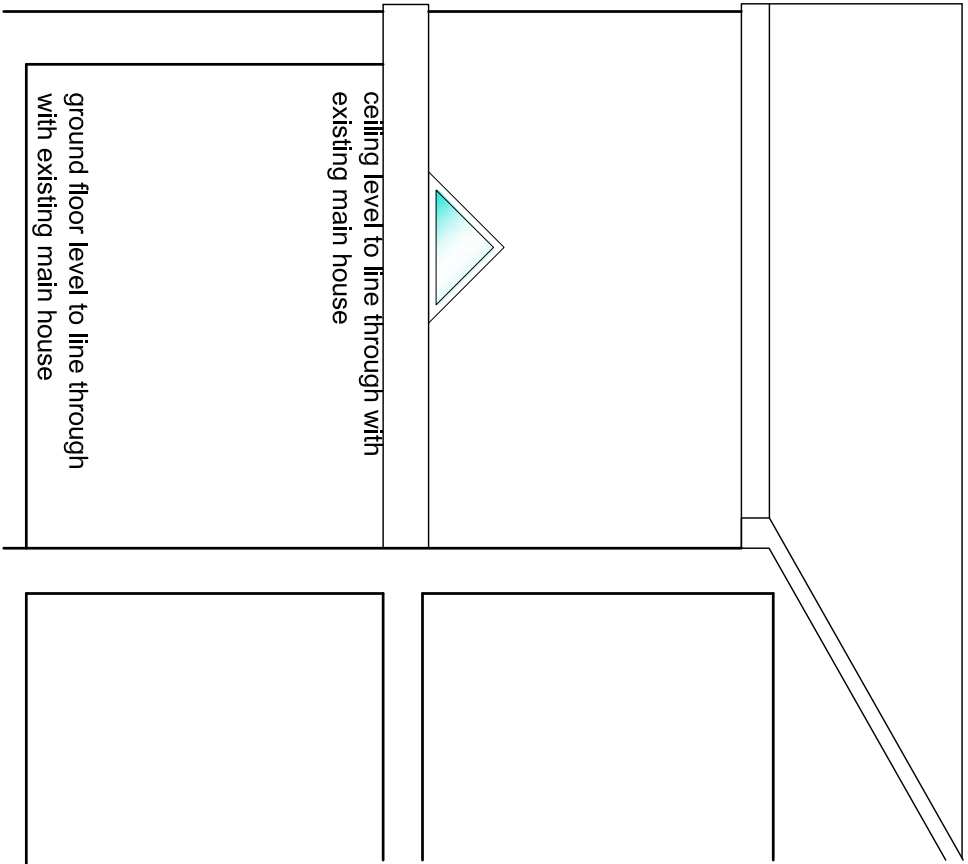 ceiling level to line through with
existing main house
ground floor level to line through
with existing main house